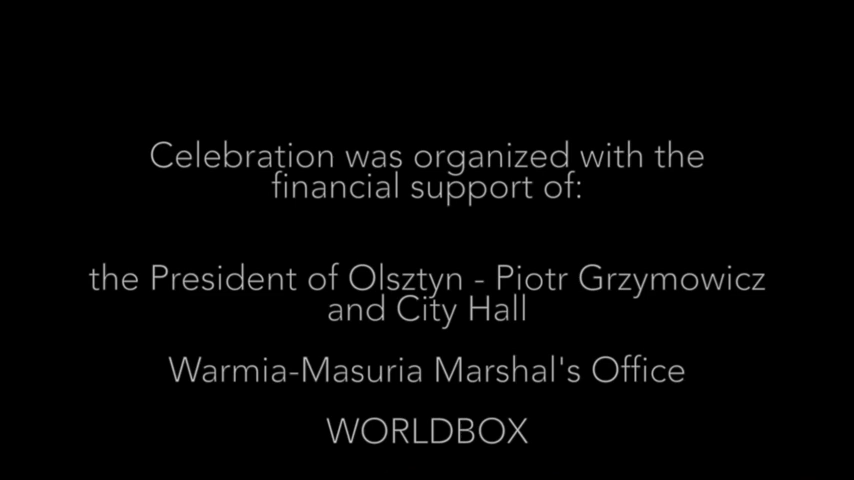 Celebration was organized with the
financial support of:
the President of Olsztyn - Piotr Grzymowicz
and City Hall
Warmia-Masuria Marshal's Office
WORLDBOX